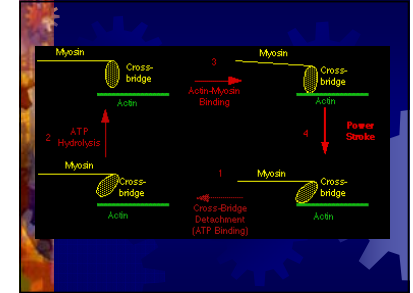 Myosin
Cross-
bridge
Actin
3
Actin-Myosin
Binding
Myosin
Cross-
bridge
Actin
2 ATP
Hydrolysis
4 Power
Stroke
Myosin
Cross-
bridge
Actin
1
Cross-Bridge
Detachment
(ATP Binding)
Myosin
Cross-
bridge
Actin